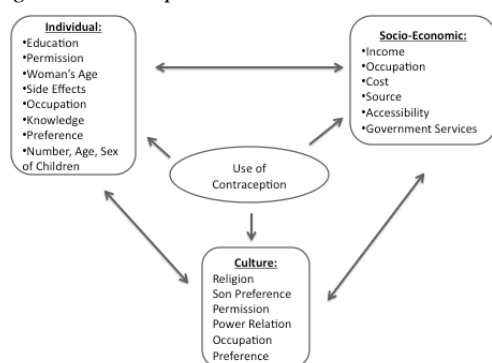 Individual:
•Education
•Permission
•Woman's Age
•Side Effects
•Occupation
•Knowledge
•Preference
•Number, Age, Sex
of Children
Socio-Economic:
•Income
•Occupation
•Cost
•Source
•Accessibility
•Government Services
Use of
Contraception
Culture:
Religion
Son Preference
Permission
Power Relation
Occupation
Preference